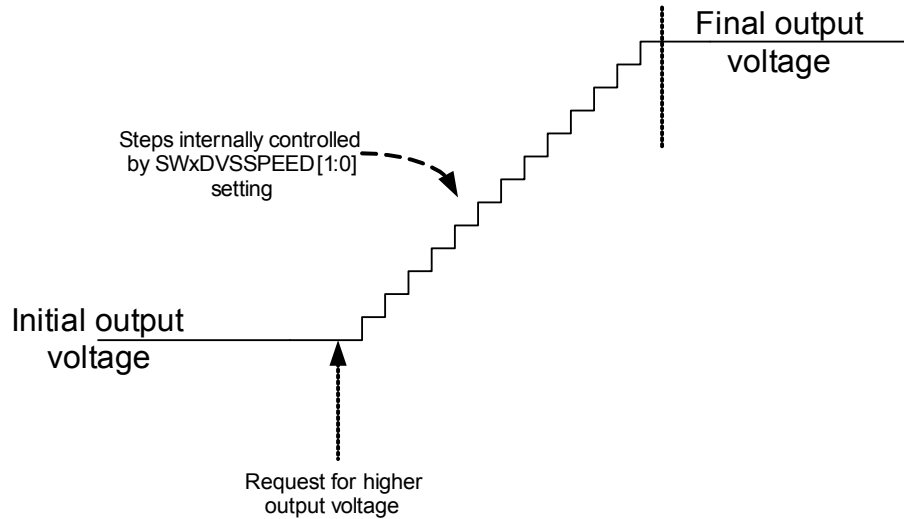 Final output
voltage
Steps internally controlled
by SWxDVSSPEED[1:0]
setting
Initial output
voltage
Request for higher
output voltage